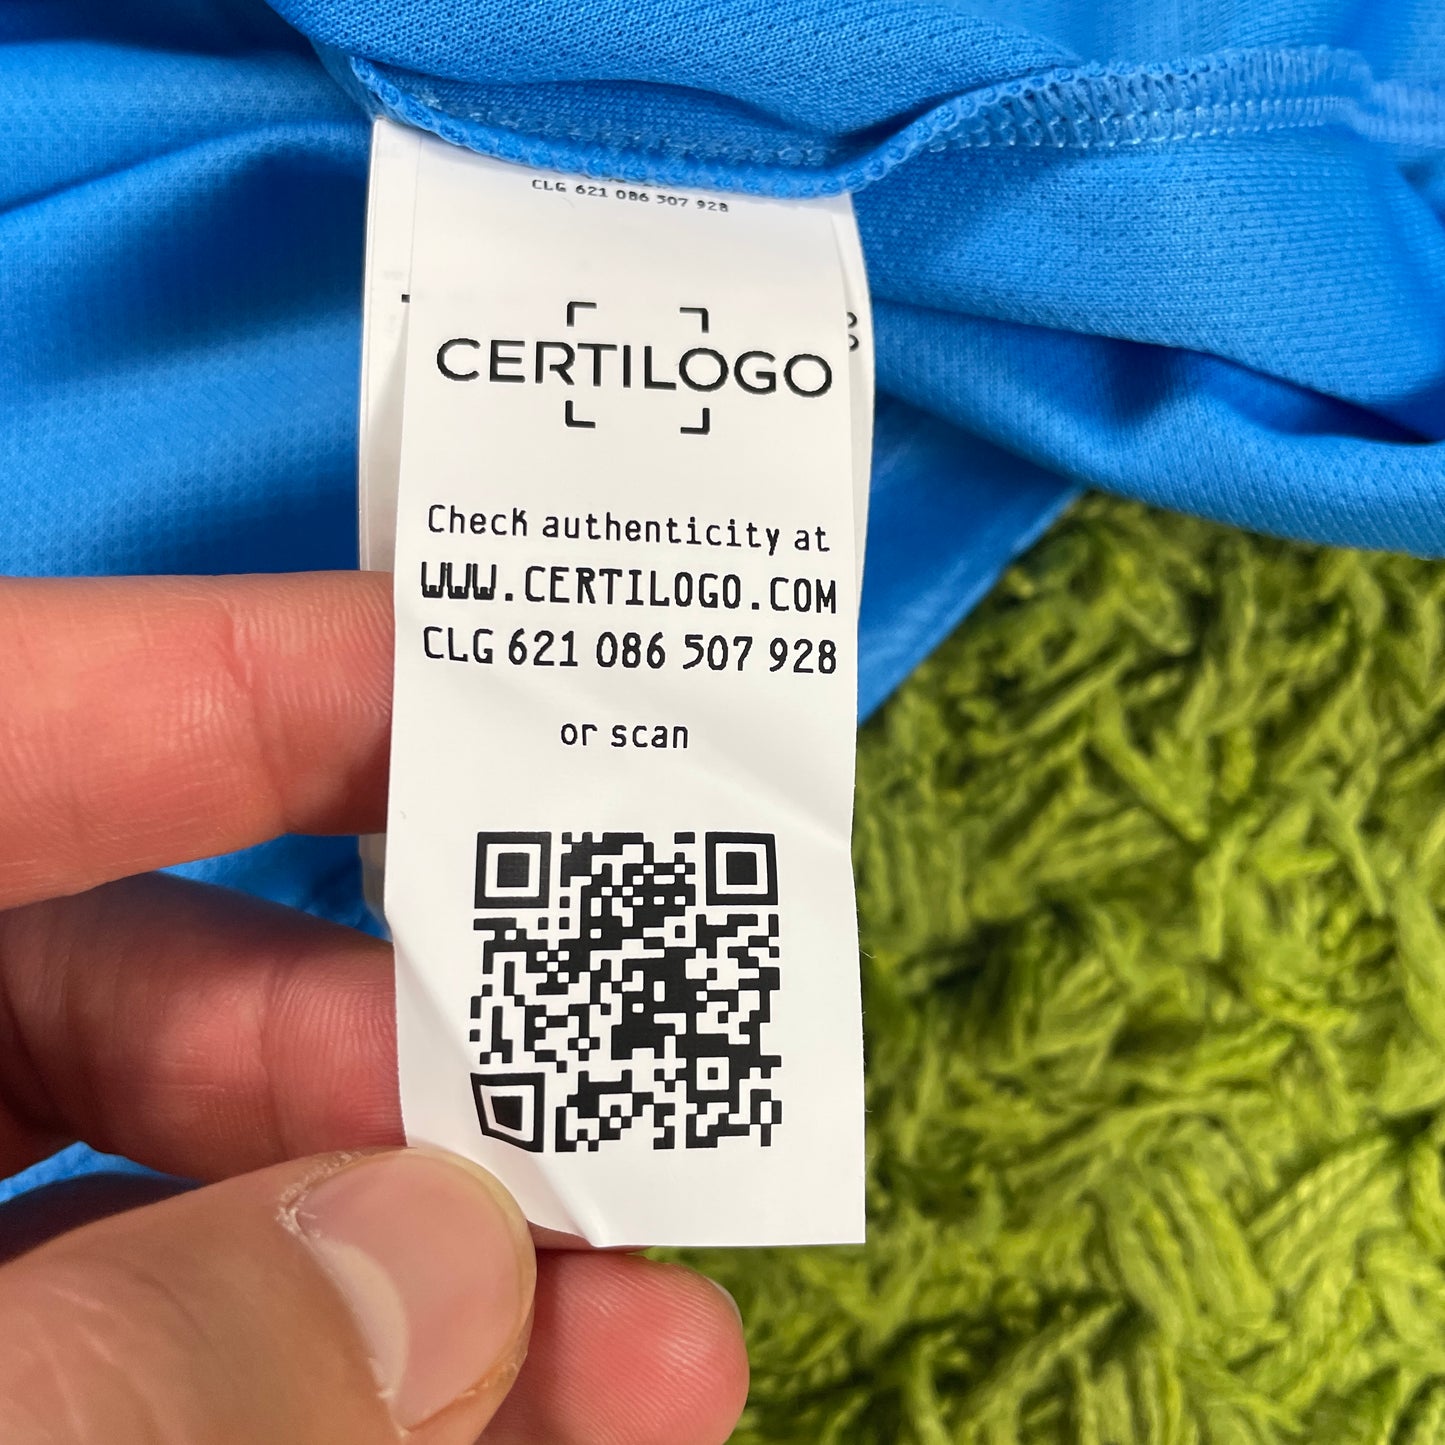 CLG 621 086 507 928
CERTILOGO
Check authenticity at
WWW.CERTILOGO.COM
CLG 621 086 507 928
or scan